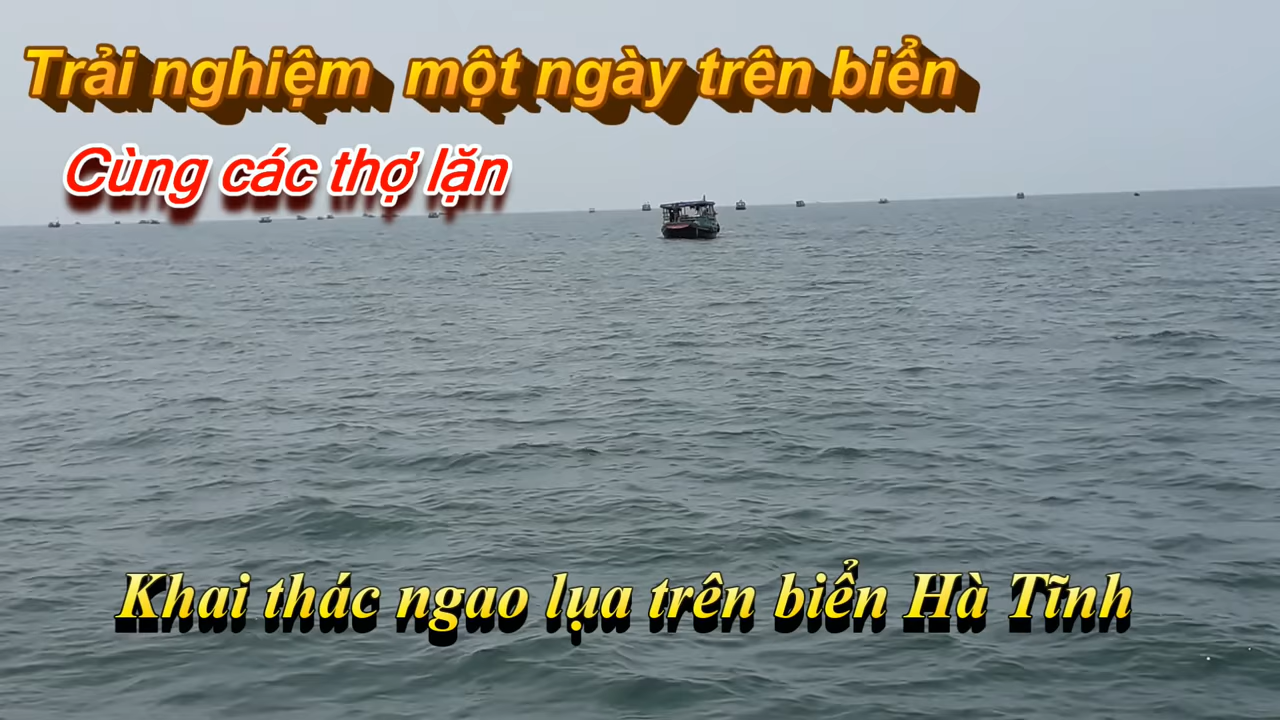 Trải nghiệm một ngày trên biển
Cùng các thợ lặn
Khai thác ngao lụa trên biển Hà Tĩnh